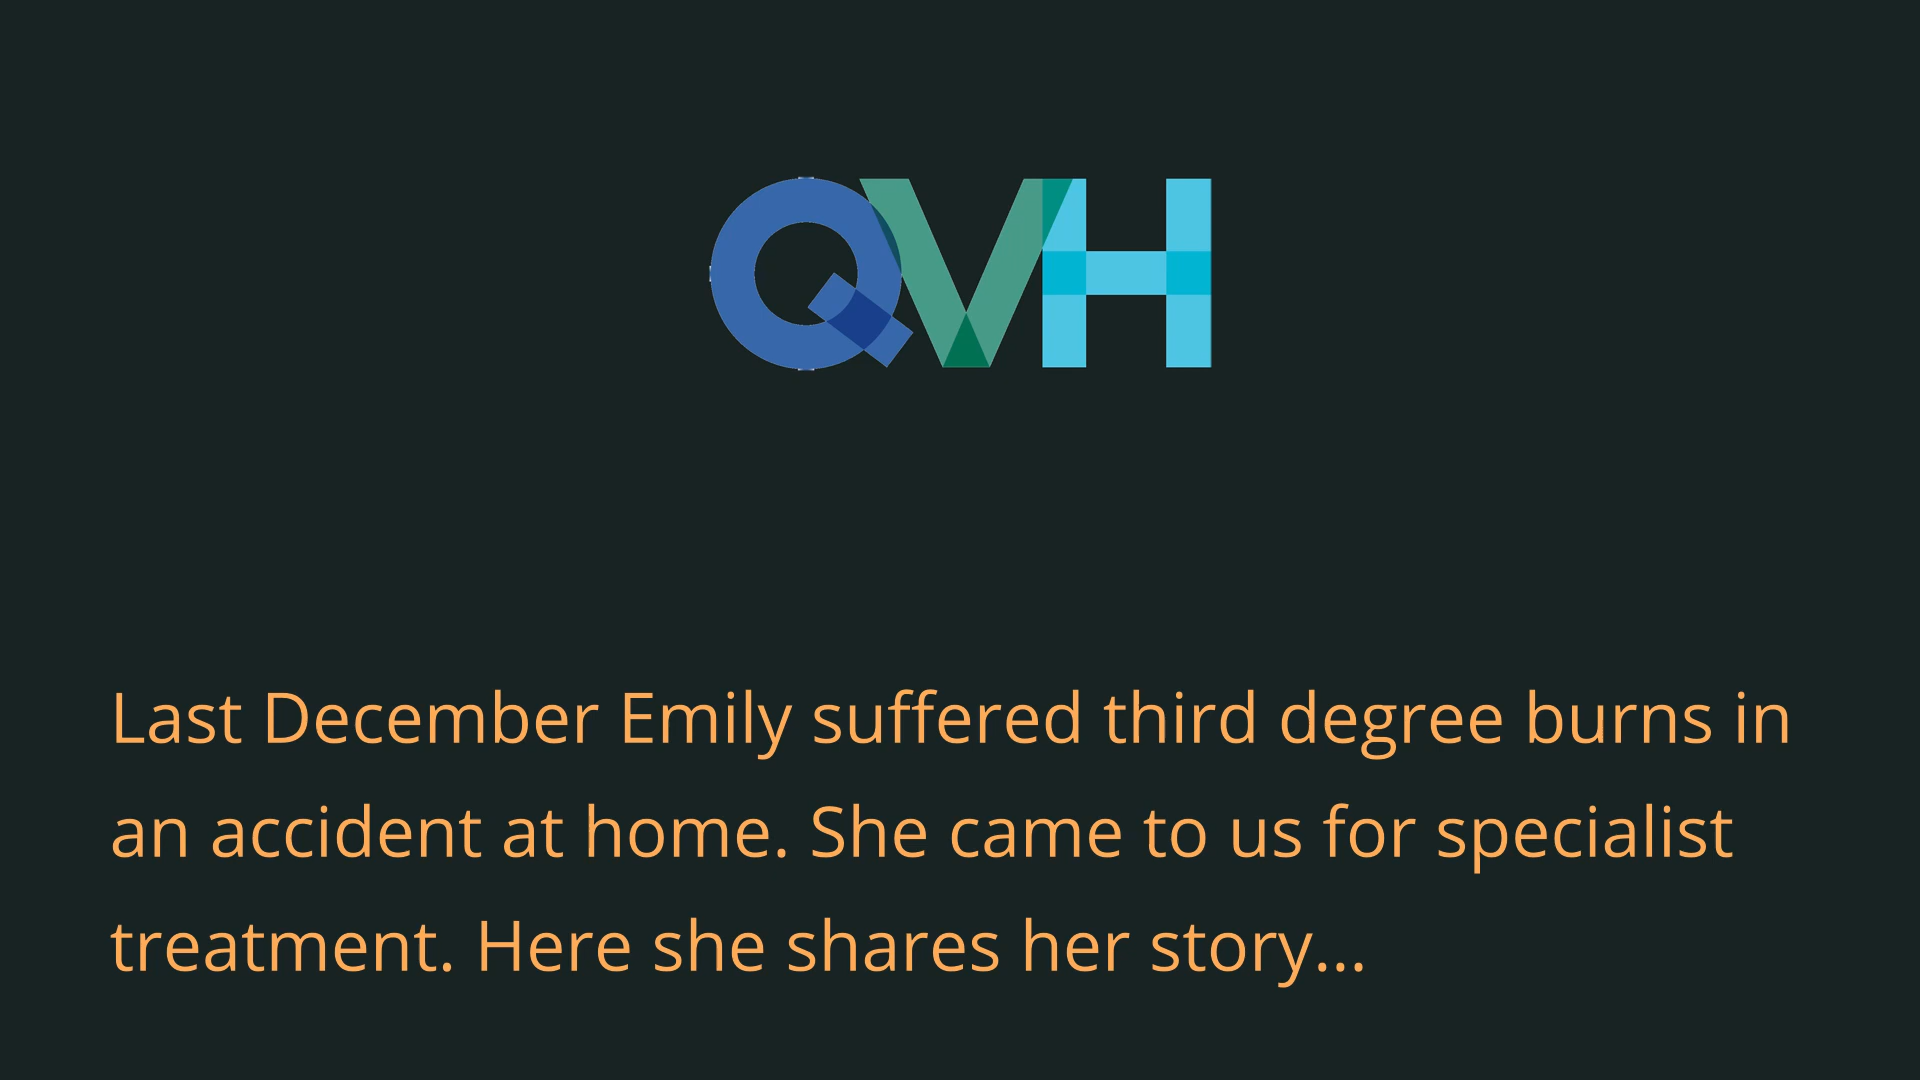 QVH
Last December Emily suffered third degree burns in
an accident at home. She came to us for specialist
treatment. Here she shares her story...